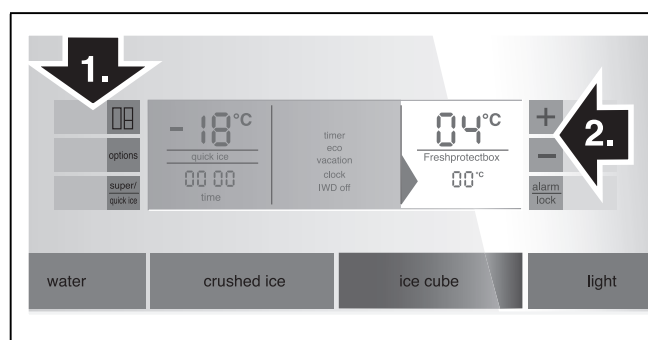 1.
2.
-18°C
quick ice
00 00
time
timer
eco
vacation
clock
IWD off
04°C
Freshprotectbox
00°C
options
super/
quick ice
+
-
alarm
lock
water
crushed ice
ice cube
light